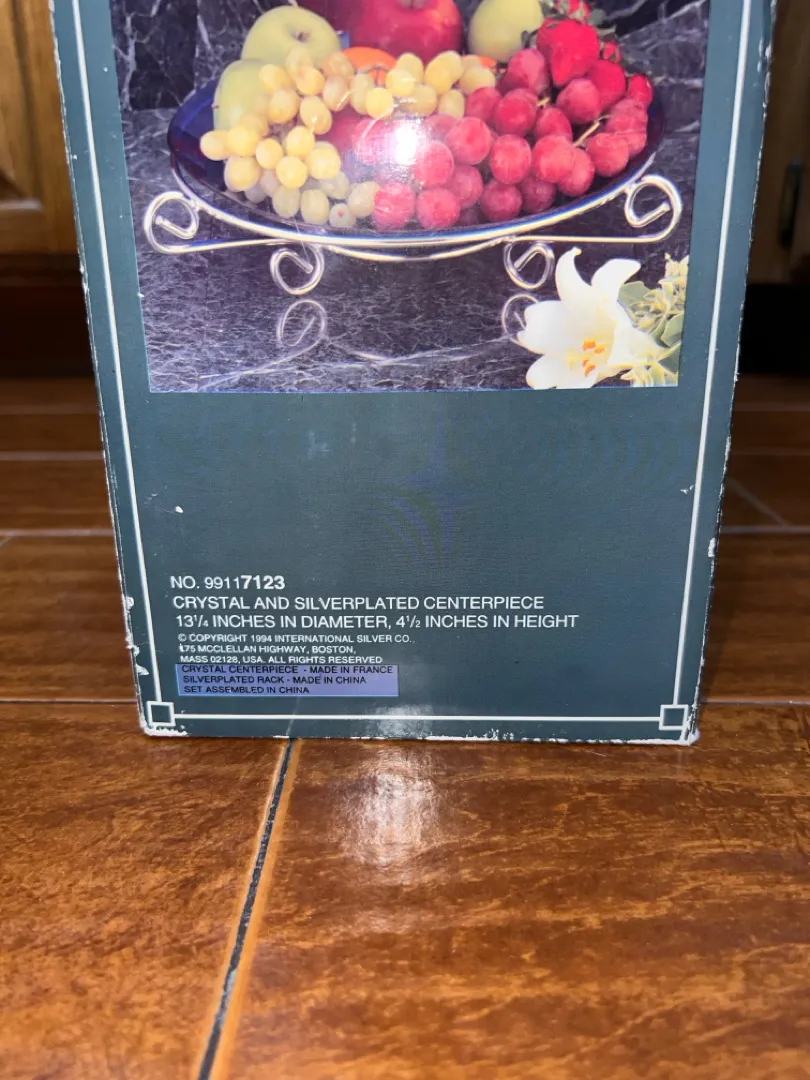 NO. 99117123
CRYSTAL AND SILVERPLATED CENTERPIECE
13¼ INCHES IN DIAMETER, 4½ INCHES IN HEIGHT
© COPYRIGHT 1994 INTERNATIONAL SILVER CO.,
175 MCCLELLAN HIGHWAY, BOSTON,
MASS 02128, USA. ALL RIGHTS RESERVED
CRYSTAL CENTERPIECE - MADE IN FRANCE
SILVERPLATED RACK - MADE IN CHINA
SET ASSEMBLED IN CHINA